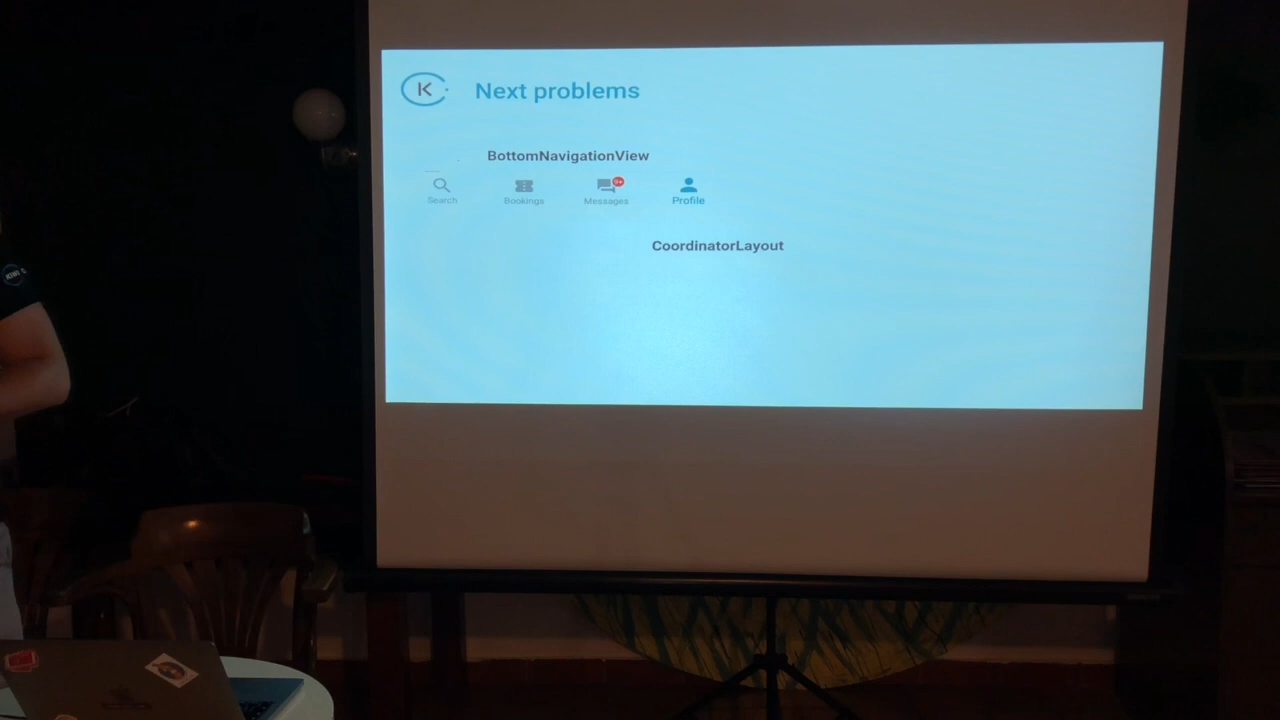 K
Next problems
BottomNavigationView
Search
Bookings
Messages
Profile
CoordinatorLayout